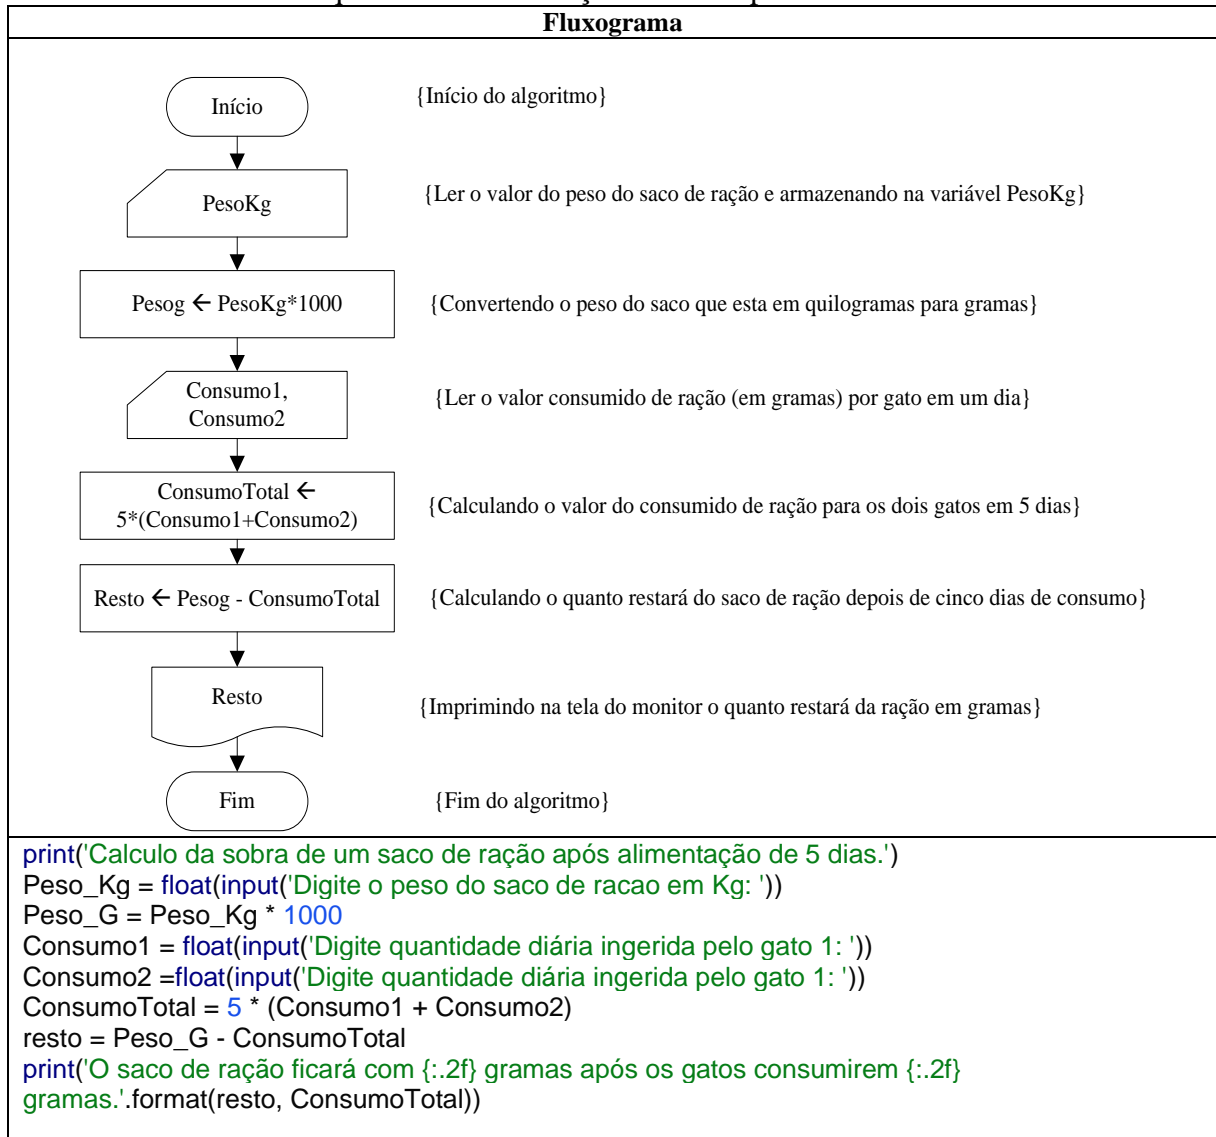 Fluxograma
Início
{Início do algoritmo}
PesoKg
{Ler o valor do peso do saco de ração e armazenando na variável PesoKg}
Pesog ← PesoKg*1000
{Convertendo o peso do saco que esta em quilogramas para gramas}
Consumo1,
Consumo2
{Ler o valor consumido de ração (em gramas) por gato em um dia}
ConsumoTotal ←
5*(Consumo1+Consumo2)
{Calculando o valor do consumido de ração para os dois gatos em 5 dias}
Resto ← Pesog - ConsumoTotal
{Calculando o quanto restará do saco de ração depois de cinco dias de consumo}
Resto
{Imprimindo na tela do monitor o quanto restará da ração em gramas}
Fim
{Fim do algoritmo}
print('Calculo da sobra de um saco de ração após alimentação de 5 dias.')
Peso_Kg = float(input('Digite o peso do saco de racao em Kg: '))
Peso_G = Peso_Kg * 1000
Consumo1 = float(input('Digite quantidade diária ingerida pelo gato 1: '))
Consumo2 =float(input('Digite quantidade diária ingerida pelo gato 1: '))
ConsumoTotal = 5 * (Consumo1 + Consumo2)
resto = Peso_G - ConsumoTotal
print('O saco de ração ficará com {:.2f} gramas após os gatos consumirem {:.2f}
gramas.'.format(resto, ConsumoTotal))